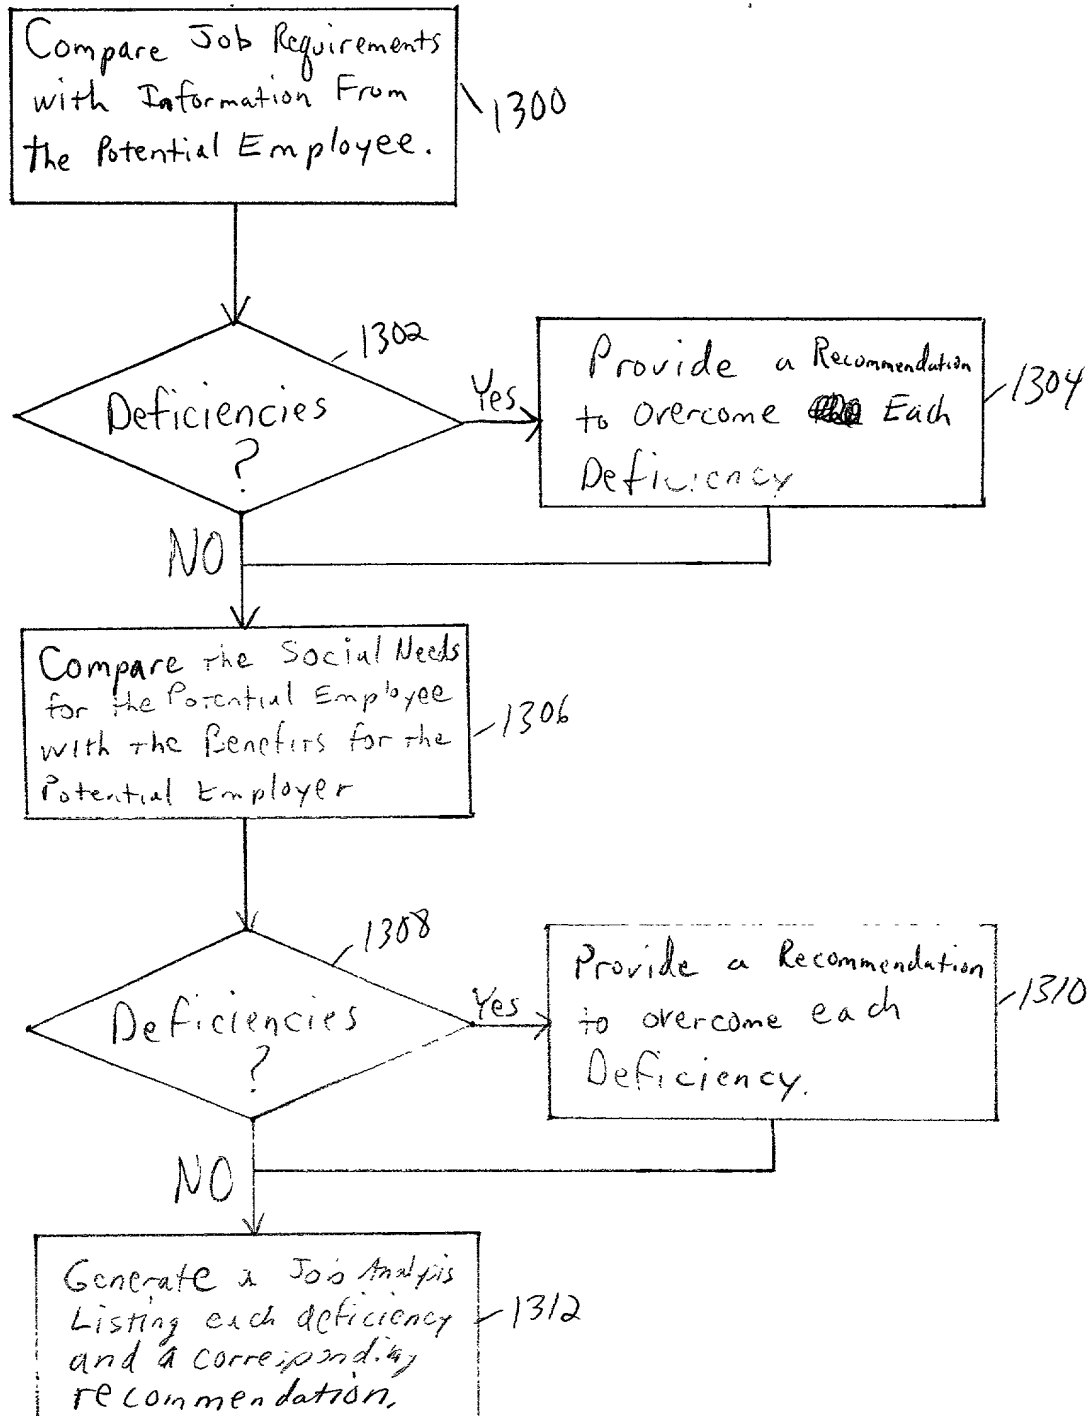 Compare Job Requirements
with Information From
the Potential Employee.
1300
1302
Deficiencies
?
Yes
Provide a Recommendation
to overcome Each
Deficiency
1304
NO
Compare the Social Needs
for the Potential Employee
with the Benefits for the
Potential Employer
1306
1308
Deficiencies
?
Yes
Provide a Recommendation
to overcome each
Deficiency.
1310
NO
Generate a Job Analysis
Listing each deficiency
and a corresponding
recommendation.
1312